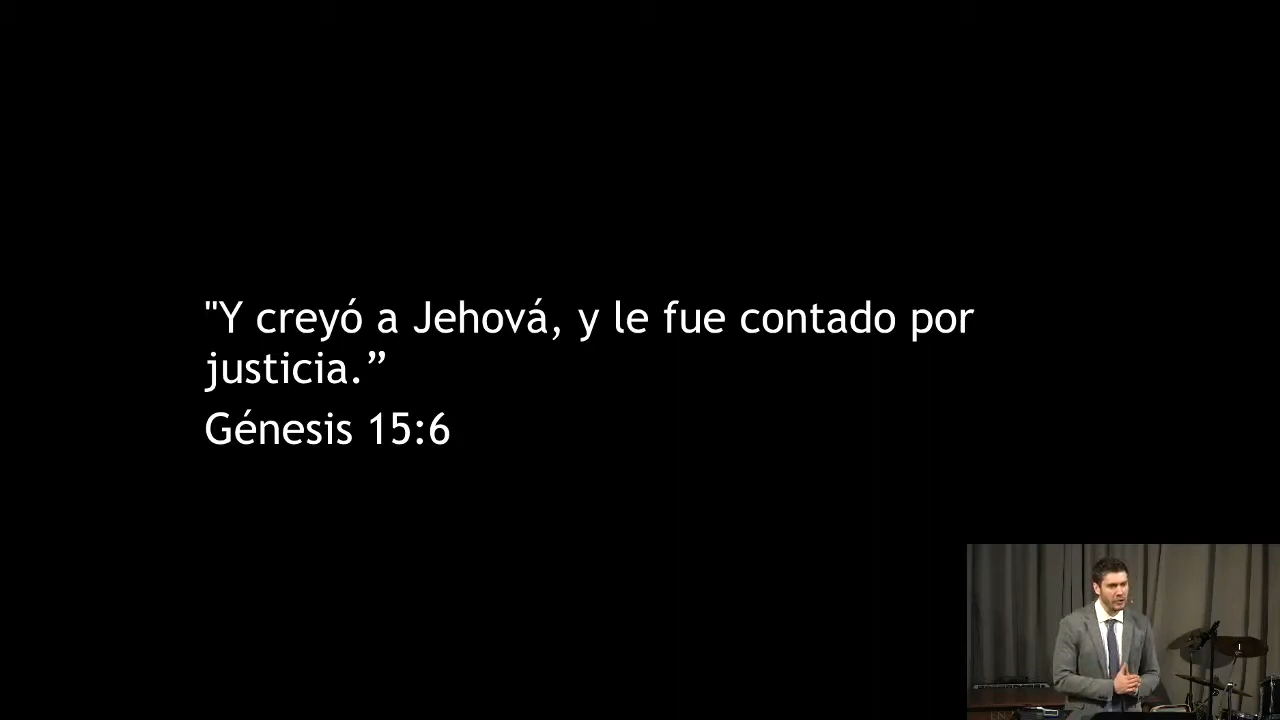 "Y creyó a Jehová, y le fue contado por
justicia.”
Génesis 15:6